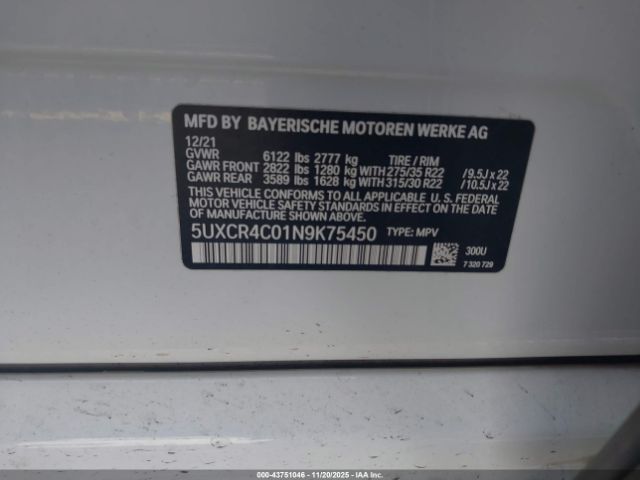 MFD BY BAYERISCHE MOTOREN WERKE AG
12/21
GVWR 6122 lbs 2777 kg TIRE / RIM
GAWR FRONT 2822 lbs 1280 kg WITH 275/35 R22 /9.5J x 22
GAWR REAR 3589 lbs 1628 kg WITH 315/30 R22 /10.5J x 22
THIS VEHICLE CONFORMS TO ALL APPLICABLE U. S. FEDERAL
MOTOR VEHICLE SAFETY STANDARDS IN EFFECT ON THE
DATE OF MANUFACTURE SHOWN ABOVE.
5UXCR4C01N9K75450 TYPE: MPV
300U
7 320 729
000-43751046 - 11/20/2025 - IAAI.COM